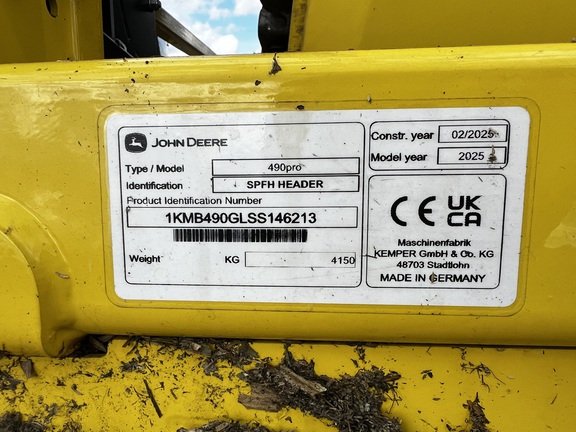 JOHN DEERE
Type / Model 490pro
Identification SPFH HEADER
Product Identification Number
1KMB490GLSS146213
Weight KG 4150
Constr. year 02/2025
Model year 2025
CE UK
CA
Maschinenfabrik
KEMPER GmbH & Co. KG
48703 Stadtlohn
MADE IN GERMANY